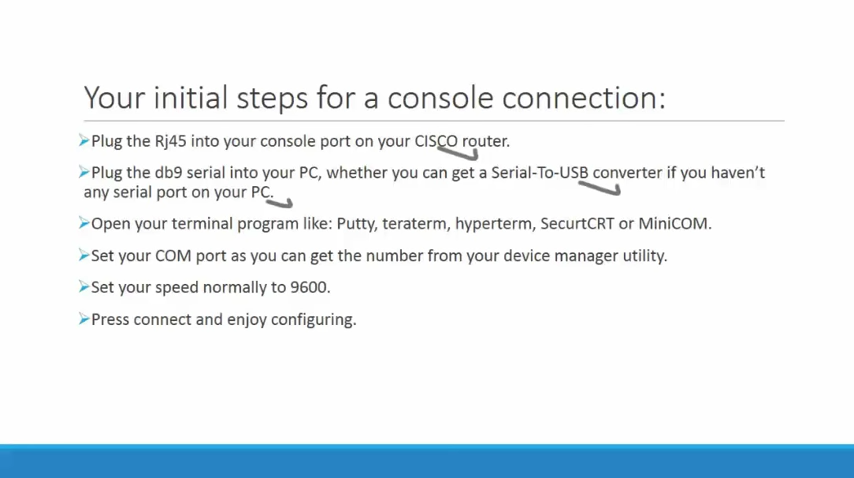 Your initial steps for a console connection:
➢Plug the Rj45 into your console port on your CISCO router.
➢Plug the db9 serial into your PC, whether you can get a Serial-To-USB converter if you haven't
any serial port on your PC.
➢Open your terminal program like: Putty, teraterm, hyperterm, SecurtCRT or MiniCOM.
➢Set your COM port as you can get the number from your device manager utility.
➢Set your speed normally to 9600.
➢Press connect and enjoy configuring.